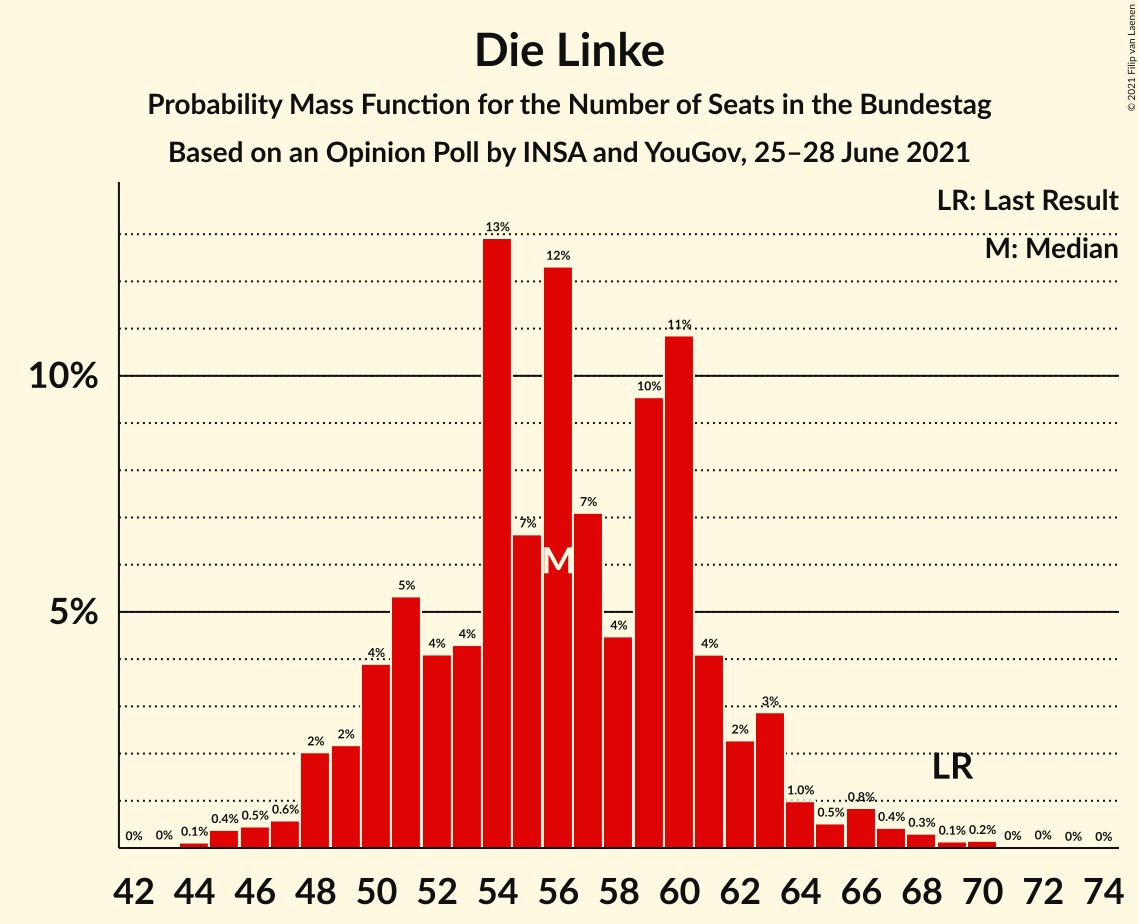 Die Linke
Probability Mass Function for the Number of Seats in the Bundestag
Based on an Opinion Poll by INSA and YouGov, 25–28 June 2021
© 2021 Filip van Laenen
LR: Last Result
M: Median
10%
5%
0% 0% 0.1% 0.4% 0.5% 0.6% 2% 2% 4% 5% 4% 4% 13% 7% 12% 7% 4% 10% 11% 4% 2% 3% 1.0% 0.5% 0.8% 0.4% 0.3% 0.1% 0.2% 0% 0% 0% 0%
M
LR
42 44 46 48 50 52 54 56 58 60 62 64 66 68 70 72 74